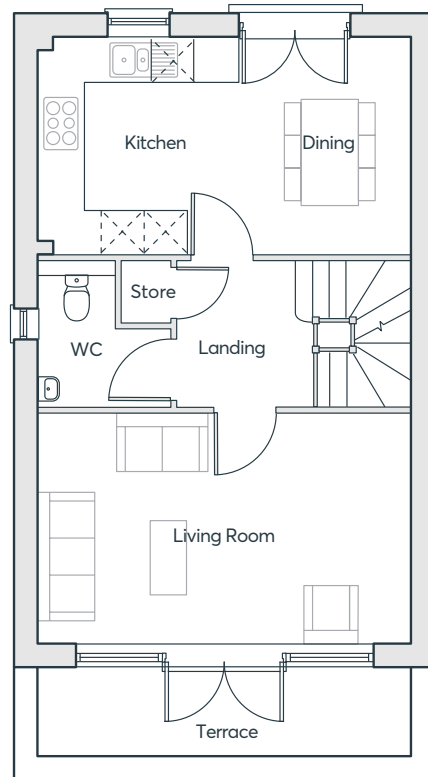 Kitchen
Dining
Store
WC
Landing
Living Room
Terrace